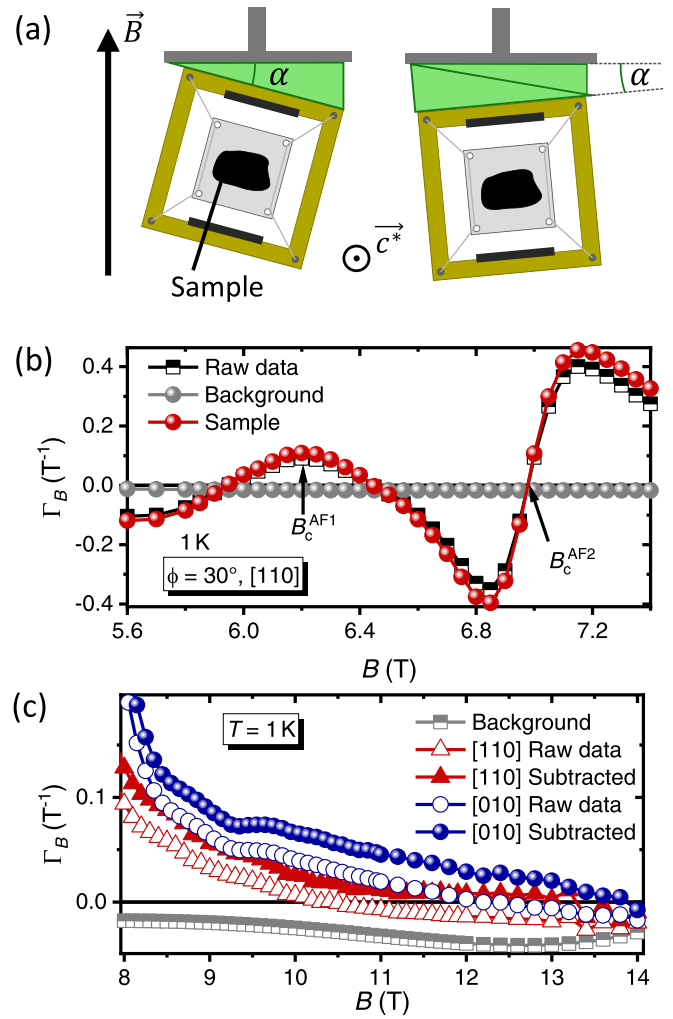 (a)
B
α
α
c*
Sample
(b)
Raw data
Background
Sample
Γ_B (T⁻¹)
0.4
0.2
0.0
-0.2
-0.4
B_c^AF1
B_c^AF2
1 K
ϕ = 30°, [110]
5.6 6.0 6.4 6.8 7.2
B (T)
(c)
T = 1 K
Background
[110] Raw data
[110] Subtracted
[010] Raw data
[010] Subtracted
Γ_B (T⁻¹)
0.1
0.0
8 9 10 11 12 13 14
B (T)